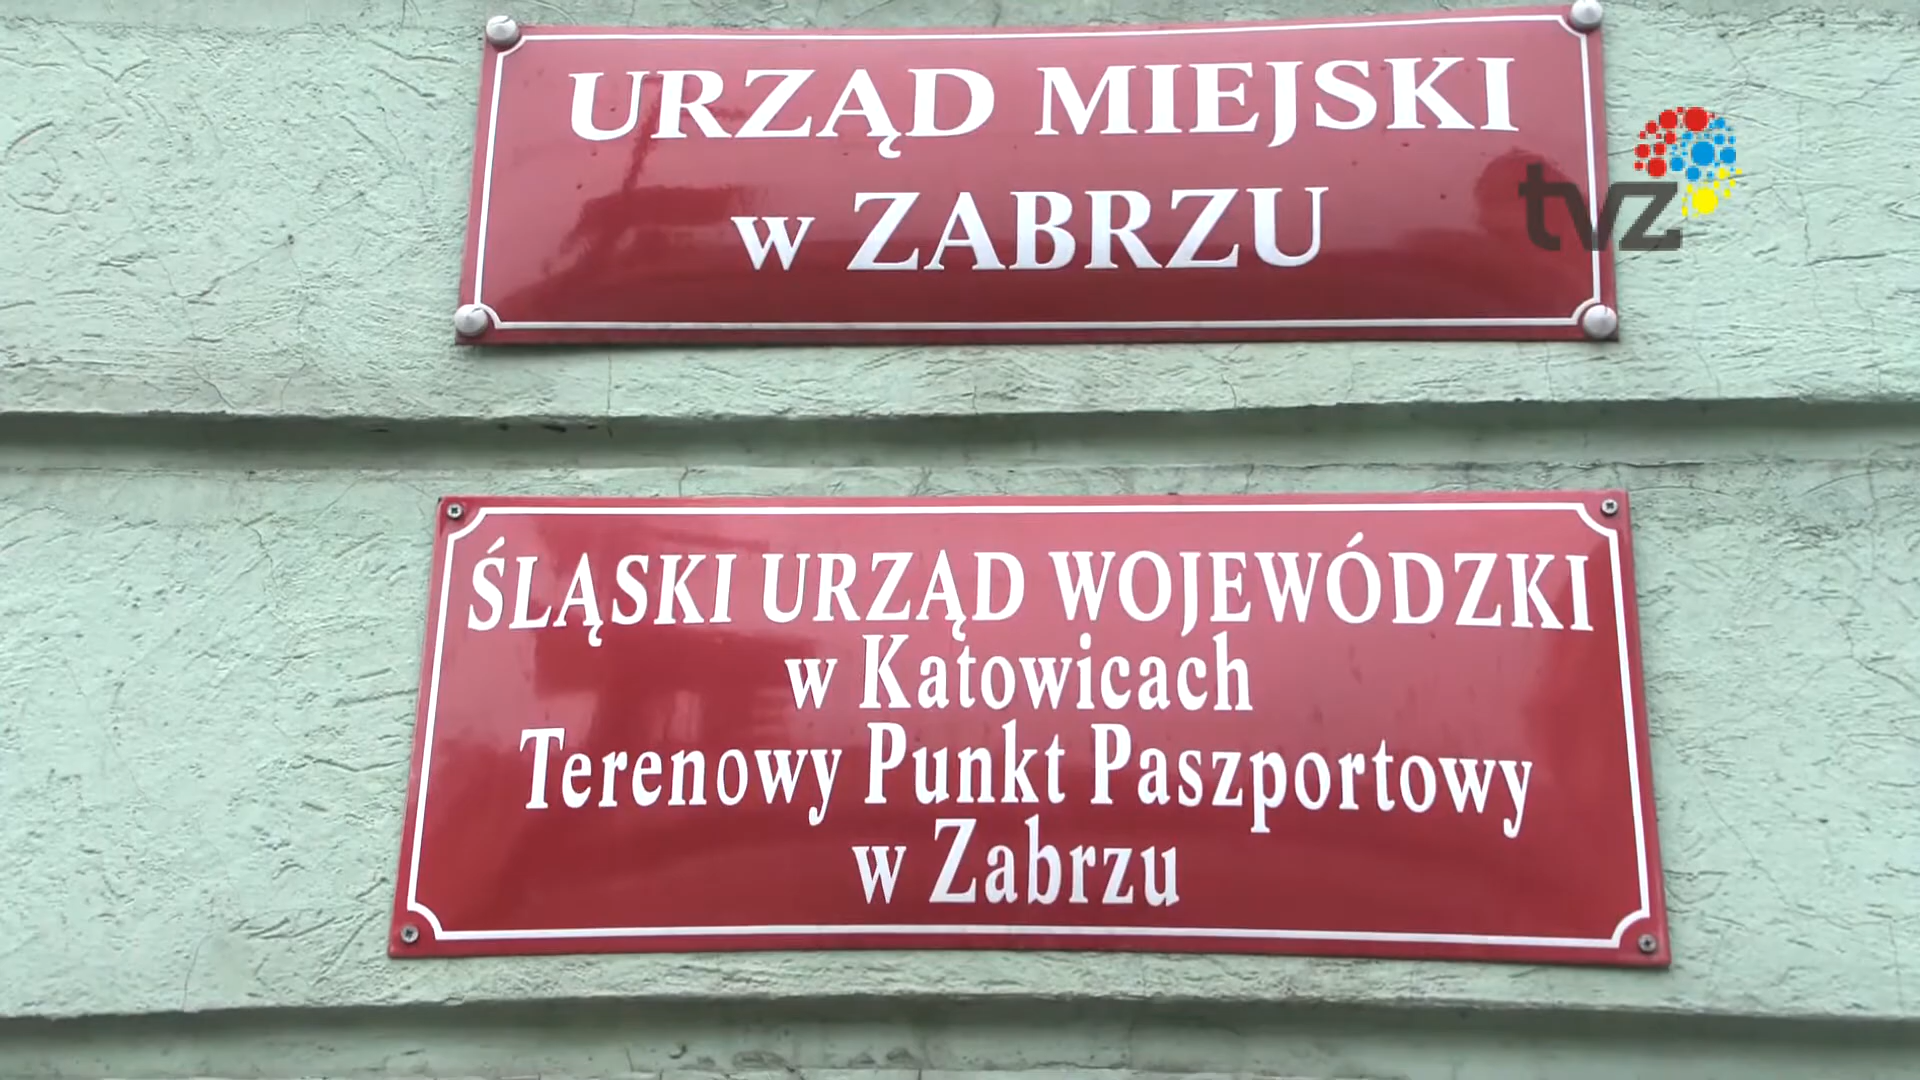 URZĄD MIEJSKI
w ZABRZU
tvz
ŚLĄSKI URZĄD WOJEWÓDZKI
w Katowicach
Terenowy Punkt Paszportowy
w Zabrzu